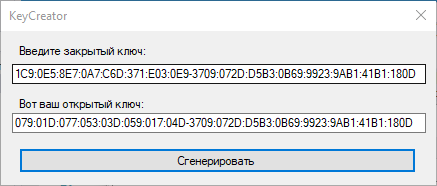 KeyCreator
Введите закрытый ключ:
1C9:0E5:8E7:0A7:C6D:371:E03:0E9-3709:072D:D5B3:0B69:9923:9AB1:41B1:180D
Вот ваш открытый ключ:
079:01D:077:053:03D:059:017:04D-3709:072D:D5B3:0B69:9923:9AB1:41B1:180D
Сгенерировать